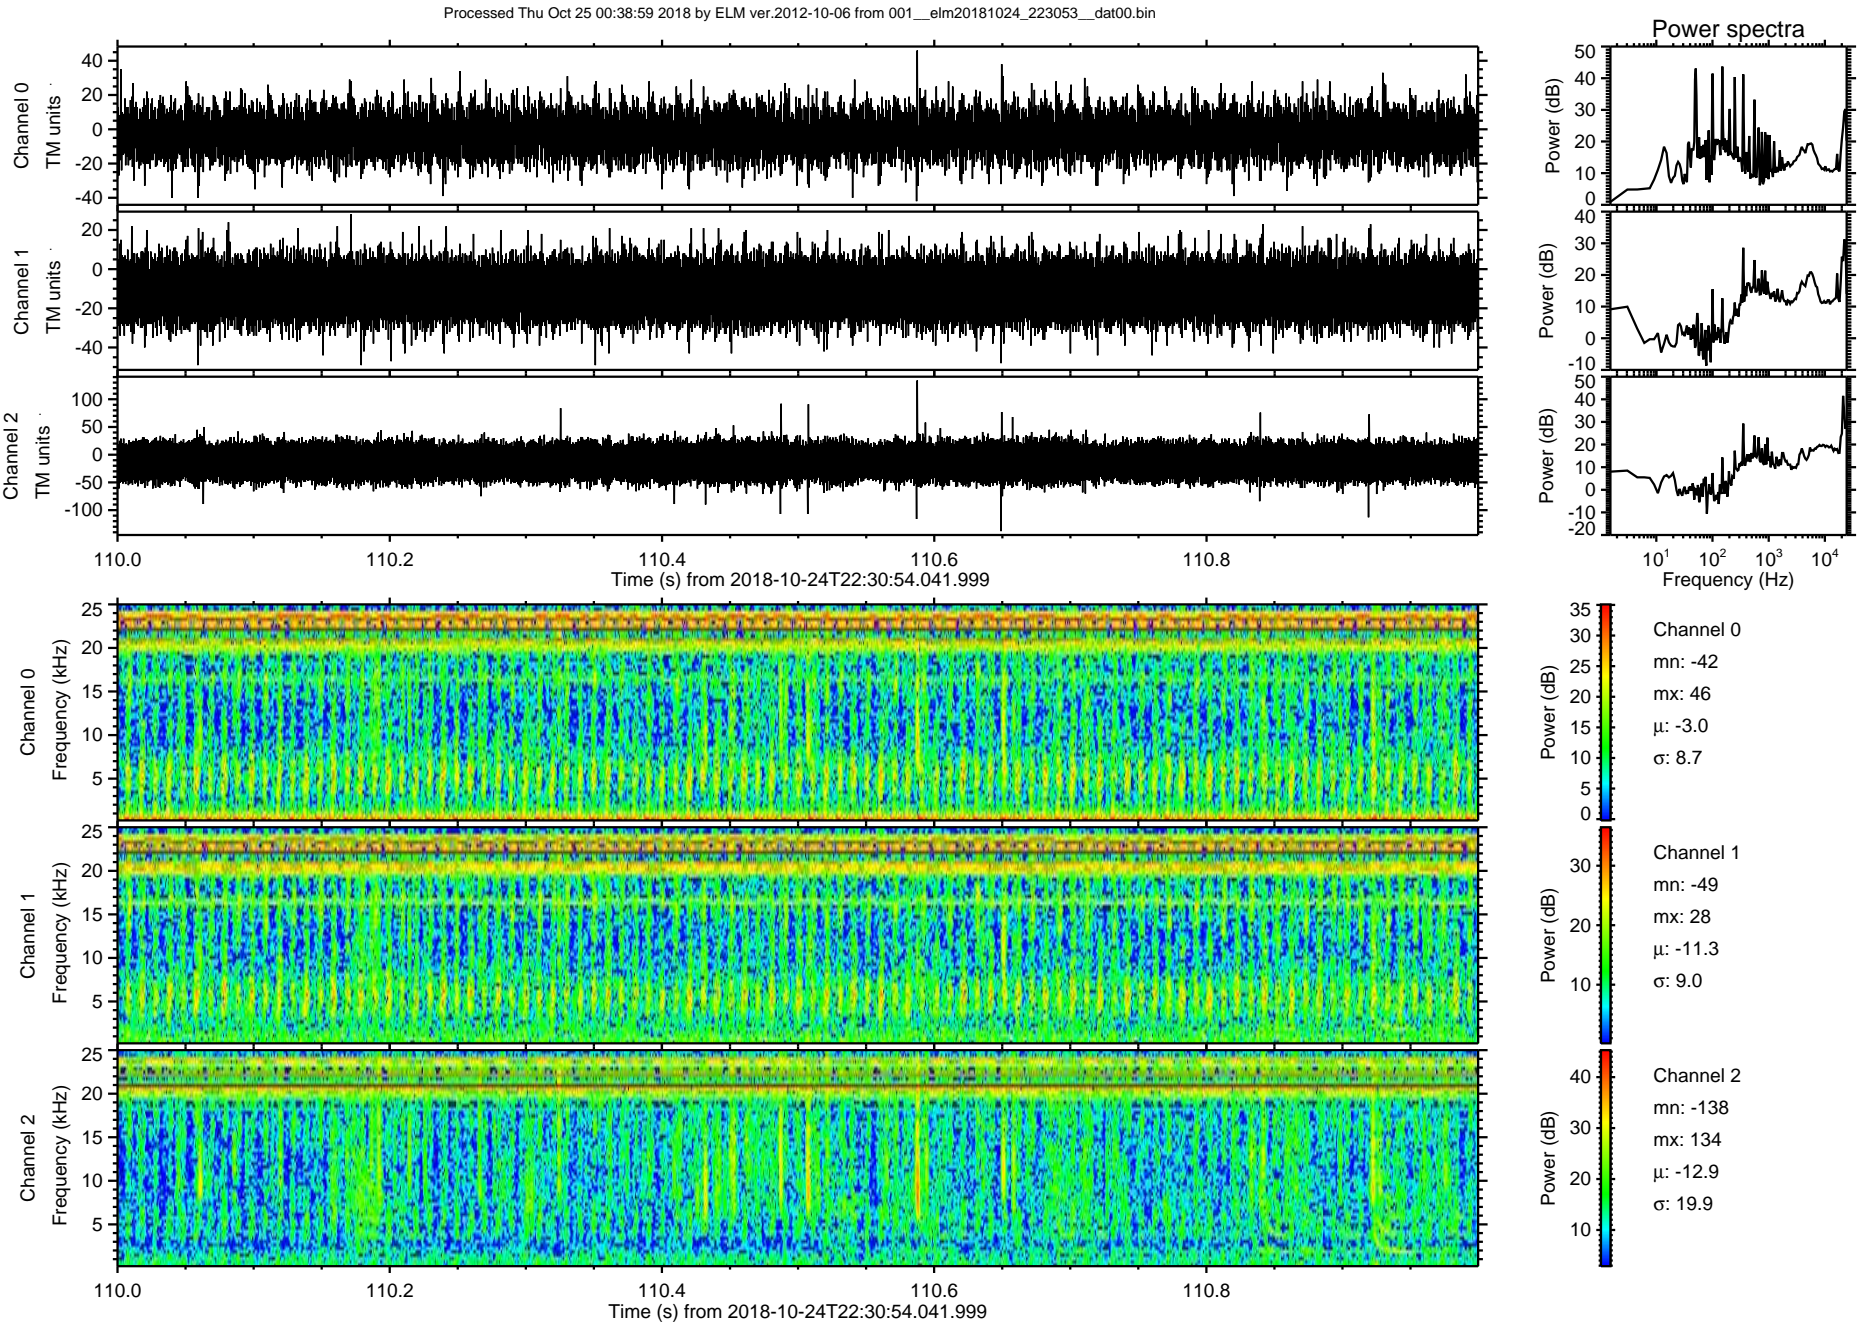 Processed Thu Oct 25 00:38:59 2018 by ELM ver.2012-10-06 from 001__elm20181024_223053__dat00.bin
Power spectra
Channel 0
TM units
40
20
0
-20
-40
Power (dB)
50
40
30
20
10
0
Channel 1
TM units
20
0
-20
-40
Power (dB)
40
30
20
10
0
-10
Channel 2
TM units
100
50
0
-50
-100
Power (dB)
50
40
30
20
10
0
-10
-20
110.0 110.2 110.4 110.6 110.8
Time (s) from 2018-10-24T22:30:54.041.999
10^1 10^2 10^3 10^4
Frequency (Hz)
Channel 0
Frequency (kHz)
25
20
15
10
5
Power (dB)
35
30
25
20
15
10
5
0
Channel 0
mn: -42
mx: 46
μ: -3.0
σ: 8.7
Channel 1
Frequency (kHz)
25
20
15
10
5
Power (dB)
30
20
10
Channel 1
mn: -49
mx: 28
μ: -11.3
σ: 9.0
Channel 2
Frequency (kHz)
25
20
15
10
5
Power (dB)
40
30
20
10
Channel 2
mn: -138
mx: 134
μ: -12.9
σ: 19.9
110.0 110.2 110.4 110.6 110.8
Time (s) from 2018-10-24T22:30:54.041.999